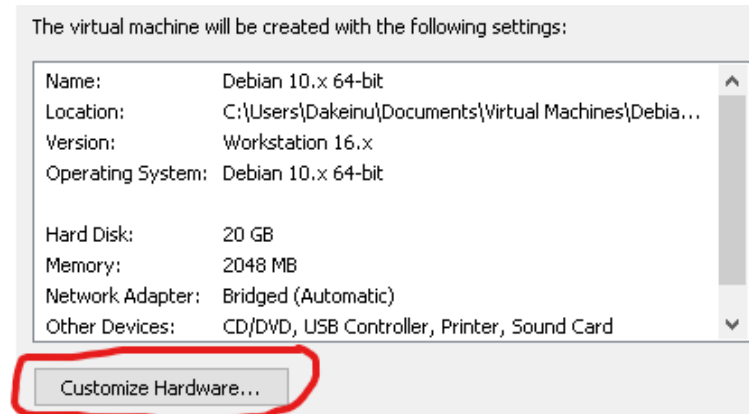 The virtual machine will be created with the following settings:
Name: Debian 10.x 64-bit
Location: C:\Users\Dakeinu\Documents\Virtual Machines\Debia...
Version: Workstation 16.x
Operating System: Debian 10.x 64-bit
Hard Disk: 20 GB
Memory: 2048 MB
Network Adapter: Bridged (Automatic)
Other Devices: CD/DVD, USB Controller, Printer, Sound Card
Customize Hardware...